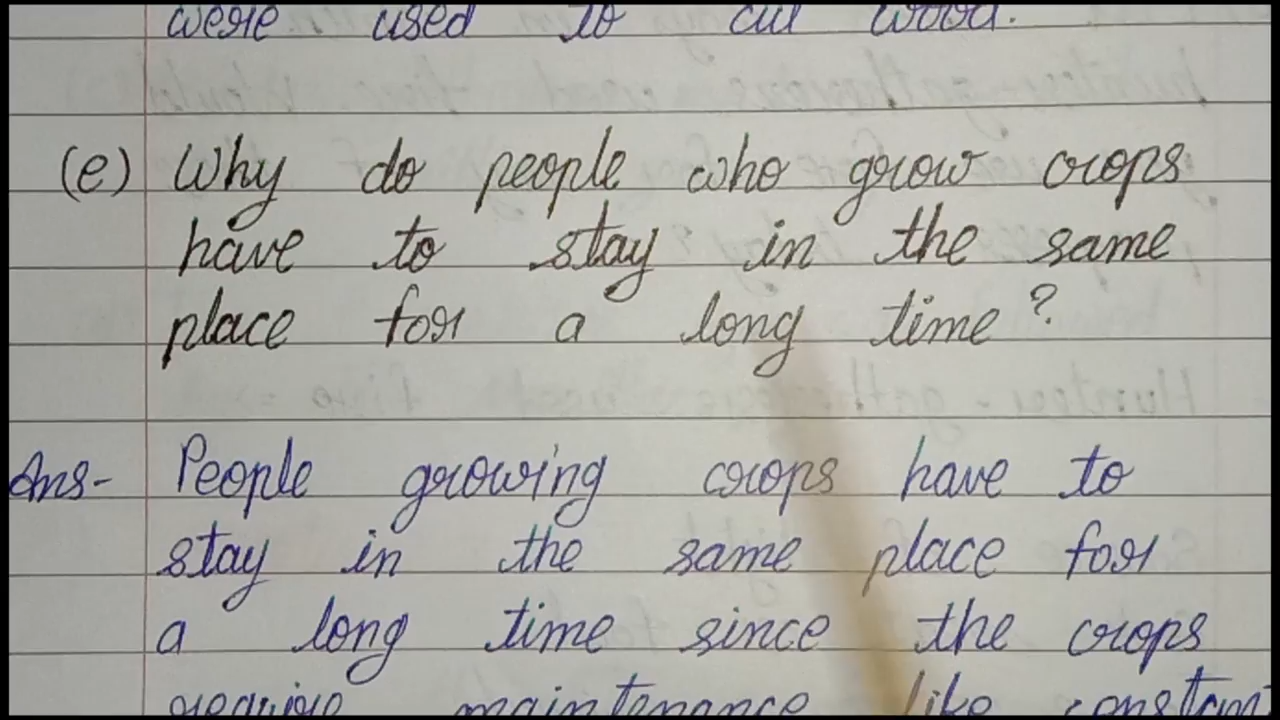 were used to cut wood.
(e) Why do people who grow crops
have to stay in the same
place for a long time?
Ans- People growing crops have to
stay in the same place for
a long time since the crops
require maintenance like constant